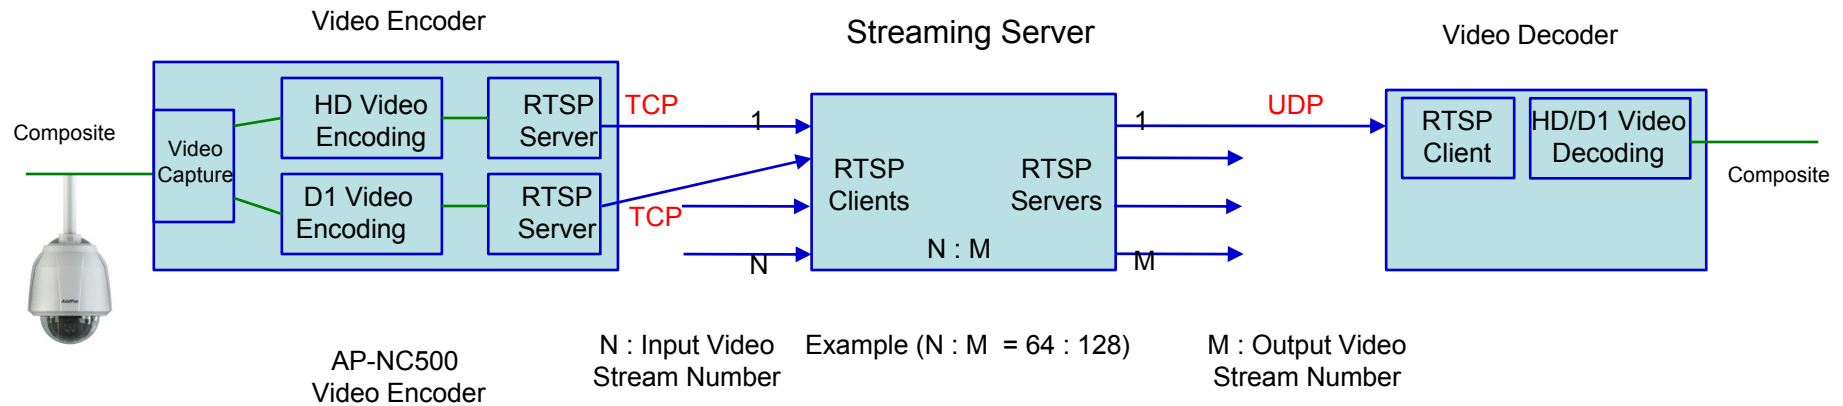 Video Encoder
Streaming Server
Video Decoder
Composite
Video
Capture
HD Video
Encoding
RTSP
Server
TCP
D1 Video
Encoding
RTSP
Server
TCP
1
N
RTSP
Clients
RTSP
Servers
N : M
1
M
UDP
RTSP
Client
HD/D1 Video
Decoding
Composite
AP-NC500
Video Encoder
N : Input Video
Stream Number
Example (N : M = 64 : 128)
M : Output Video
Stream Number